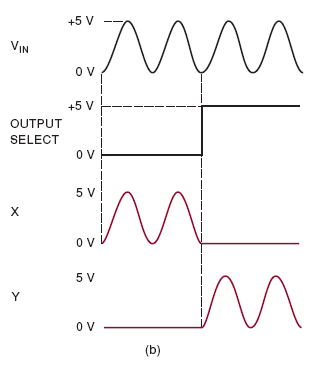 +5 V
V_IN
0 V
+5 V
OUTPUT
SELECT
0 V
5 V
X
0 V
5 V
Y
0 V
(b)